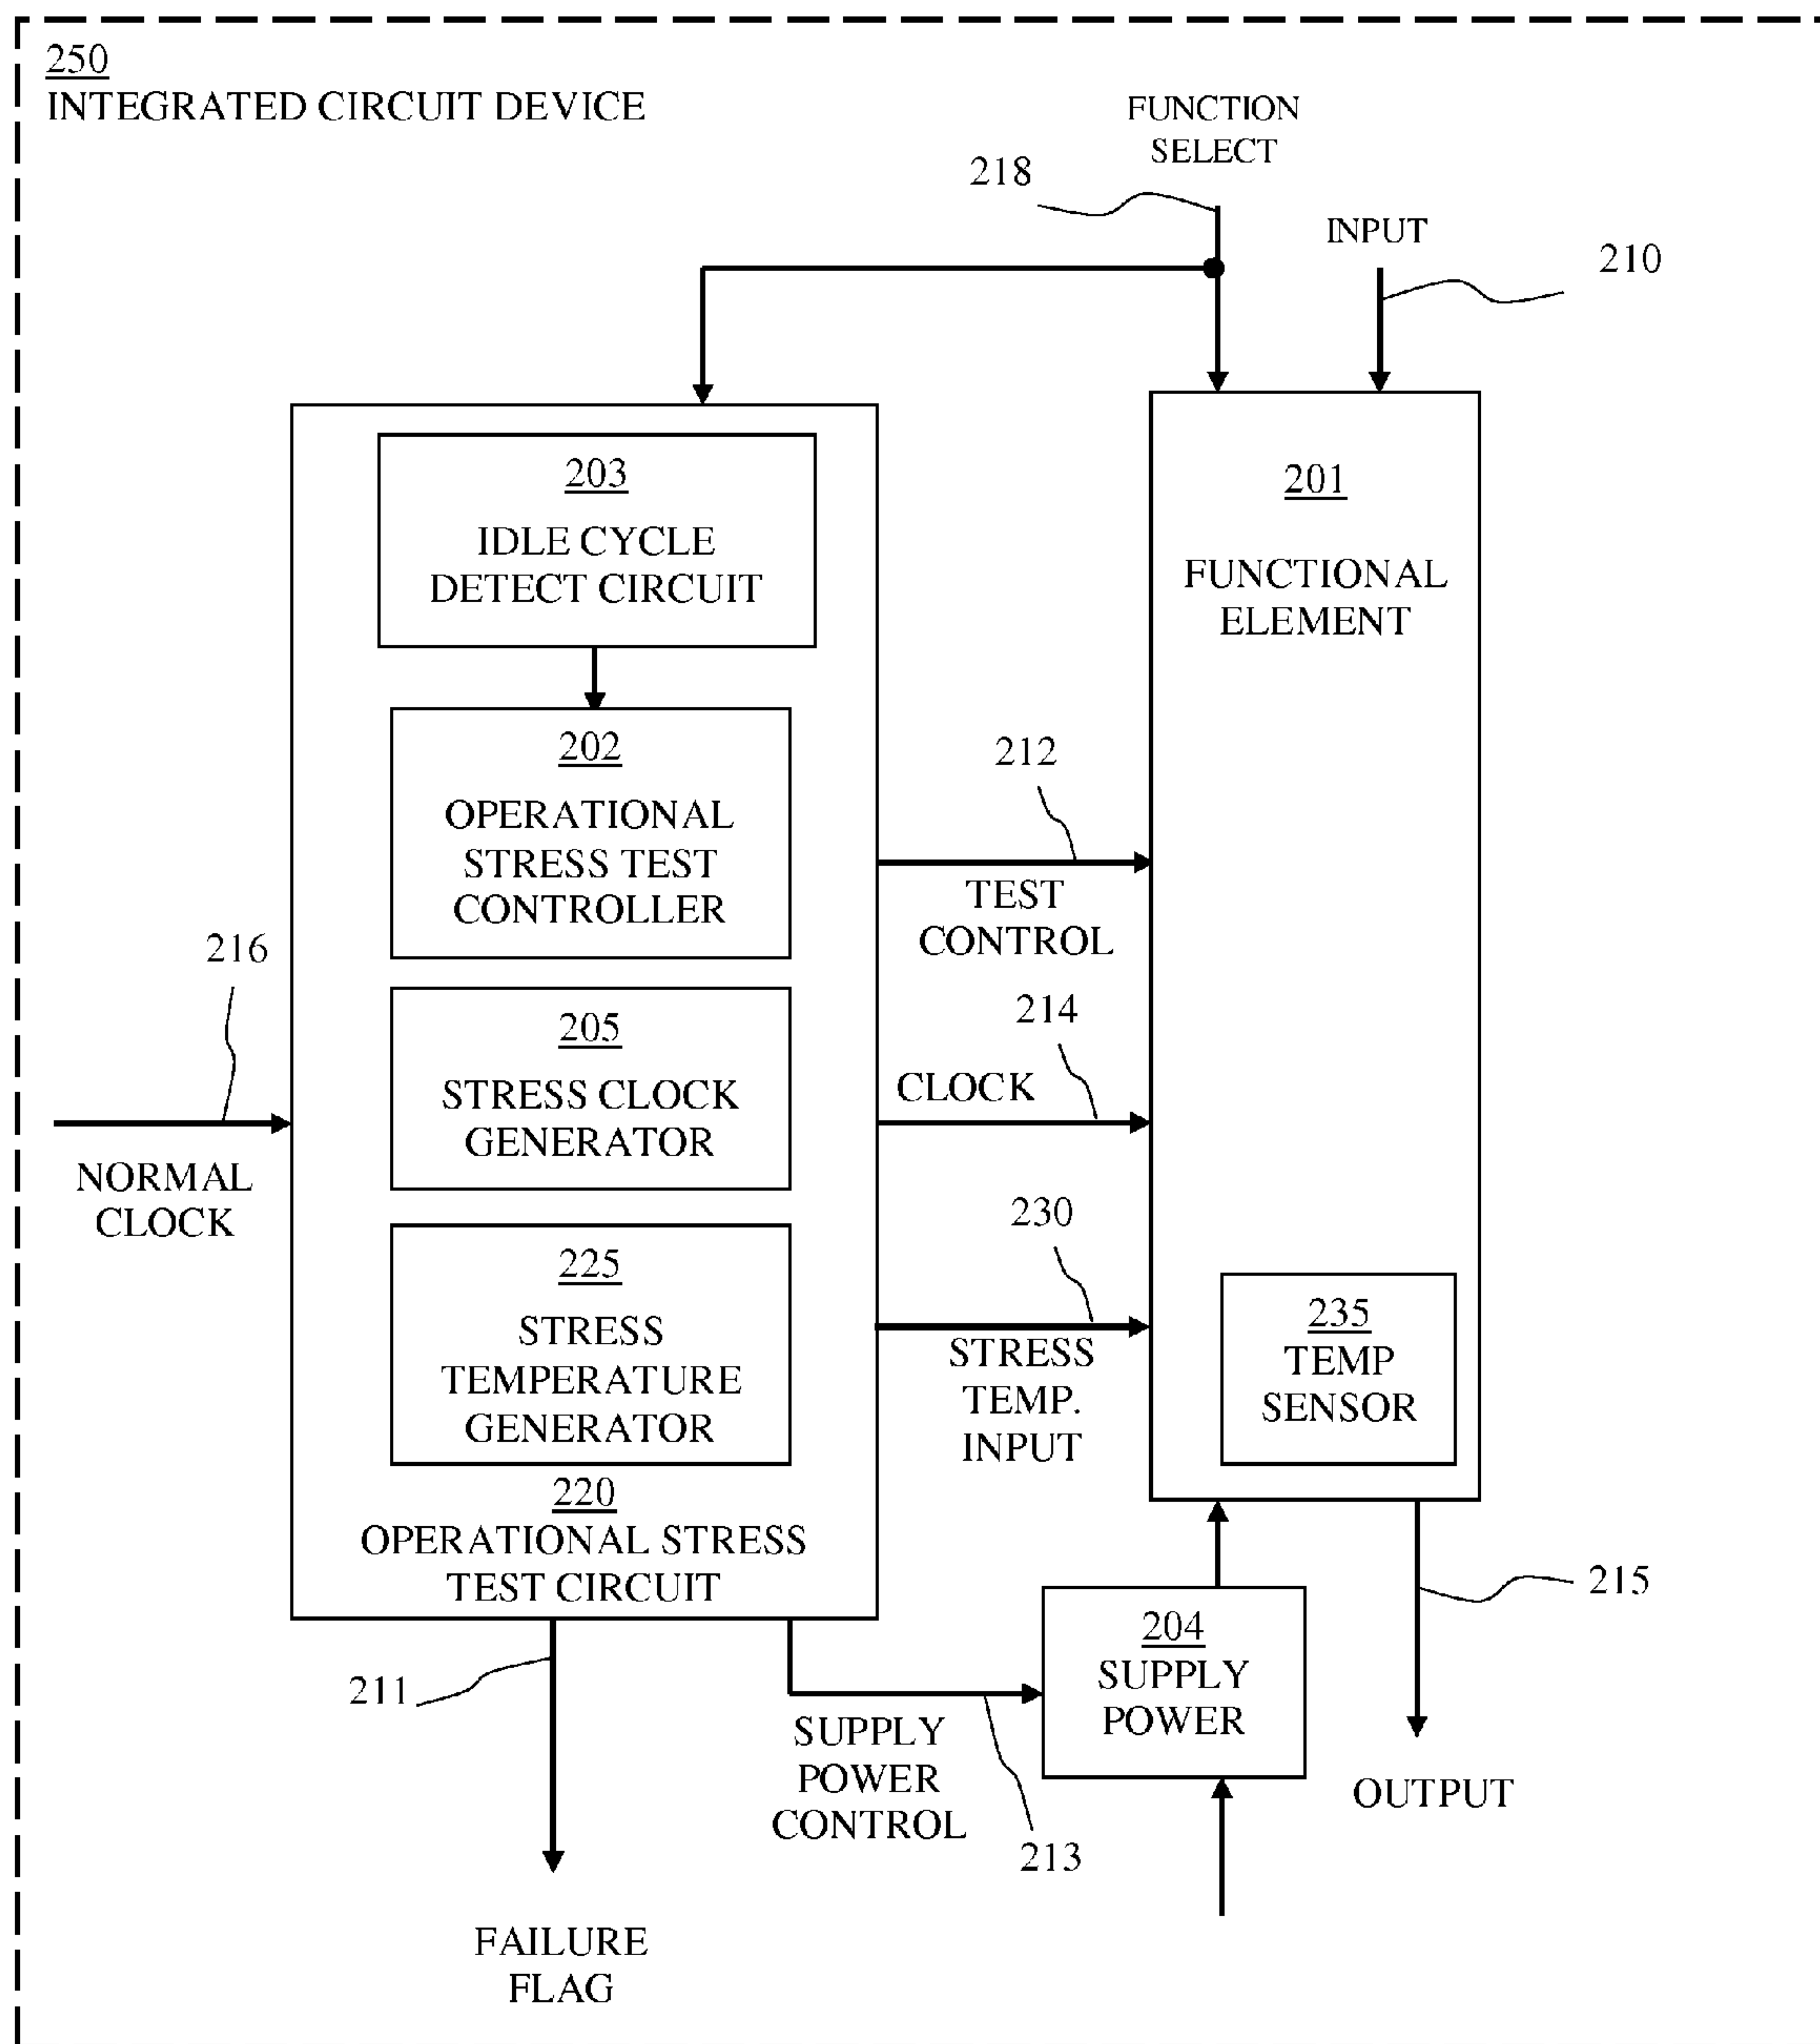 250
INTEGRATED CIRCUIT DEVICE
FUNCTION
SELECT
218
INPUT
210
203
IDLE CYCLE
DETECT CIRCUIT
201
FUNCTIONAL
ELEMENT
202
OPERATIONAL
STRESS TEST
CONTROLLER
212
TEST
CONTROL
216
NORMAL
CLOCK
205
STRESS CLOCK
GENERATOR
214
CLOCK
230
STRESS
TEMP.
INPUT
225
STRESS
TEMPERATURE
GENERATOR
235
TEMP
SENSOR
220
OPERATIONAL STRESS
TEST CIRCUIT
215
204
SUPPLY
POWER
211
SUPPLY
POWER
CONTROL
213
OUTPUT
FAILURE
FLAG